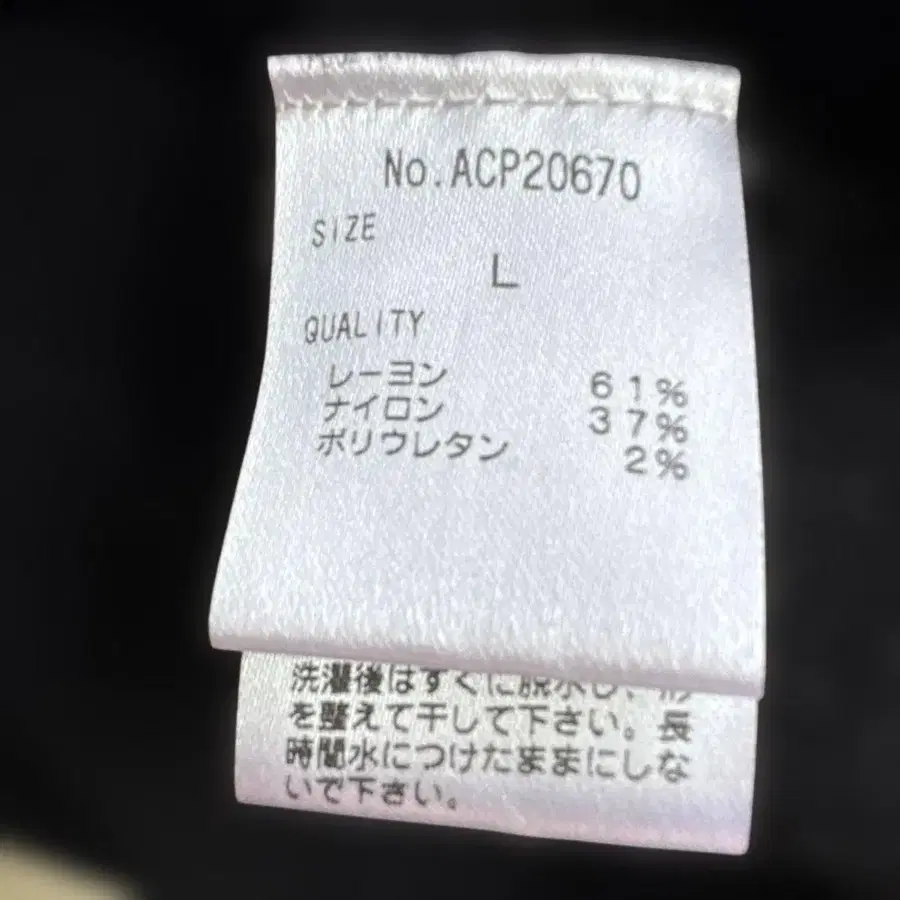 No.ACP20670
SIZE
L
QUALITY
レーヨン 61%
ナイロン 37%
ポリウレタン 2%
洗濯後はすぐに脱水し、形
を整えて干して下さい。長
時間水につけたままにしな
いで下さい。